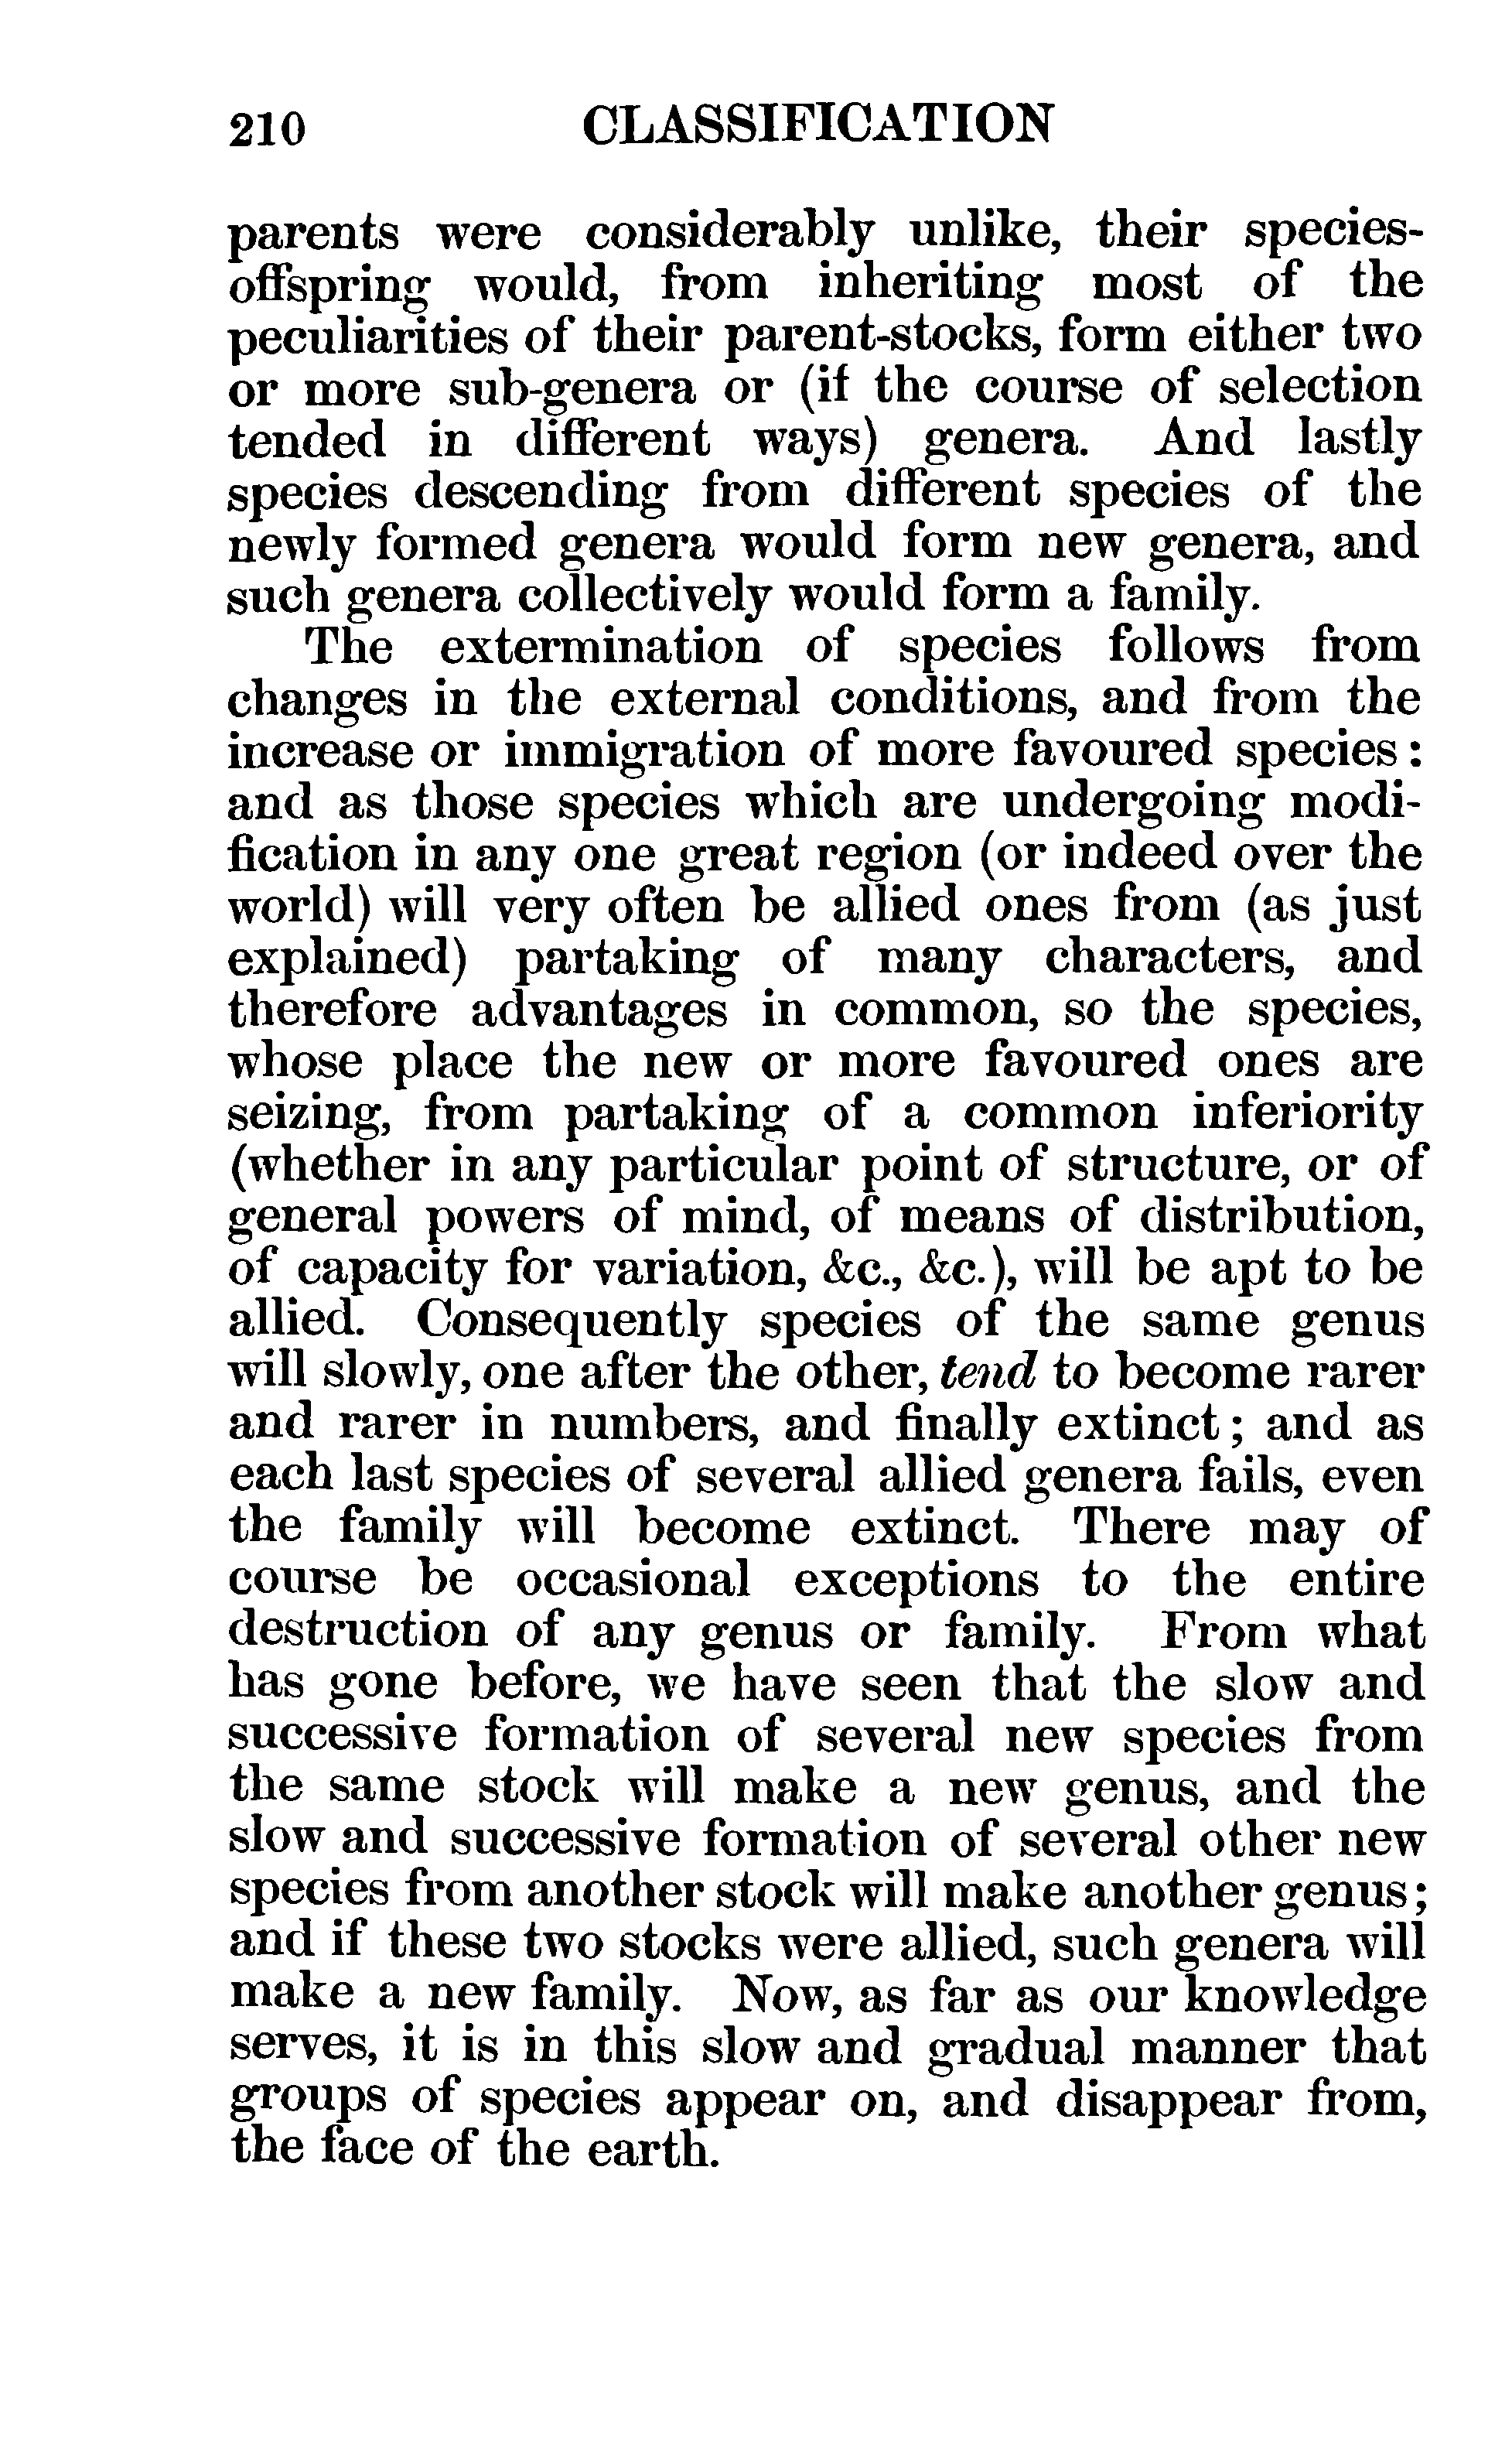 210 CLASSIFICATION
parents were considerably unlike, their species-
offspring would, from inheriting most of the
peculiarities of their parent-stocks, form either two
or more sub-genera or (if the course of selection
tended in different ways) genera. And lastly
species descending from different species of the
newly formed genera would form new genera, and
such genera collectively would form a family.
The extermination of species follows from
changes in the external conditions, and from the
increase or immigration of more favoured species:
and as those species which are undergoing modi-
fication in any one great region (or indeed over the
world) will very often be allied ones from (as just
explained) partaking of many characters, and
therefore advantages in common, so the species,
whose place the new or more favoured ones are
seizing, from partaking of a common inferiority
(whether in any particular point of structure, or of
general powers of mind, of means of distribution,
of capacity for variation, &c., &c.), will be apt to be
allied. Consequently species of the same genus
will slowly, one after the other, tend to become rarer
and rarer in numbers, and finally extinct; and as
each last species of several allied genera fails, even
the family will become extinct. There may of
course be occasional exceptions to the entire
destruction of any genus or family. From what
has gone before, we have seen that the slow and
successive formation of several new species from
the same stock will make a new genus, and the
slow and successive formation of several other new
species from another stock will make another genus;
and if these two stocks were allied, such genera will
make a new family. Now, as far as our knowledge
serves, it is in this slow and gradual manner that
groups of species appear on, and disappear from,
the face of the earth.